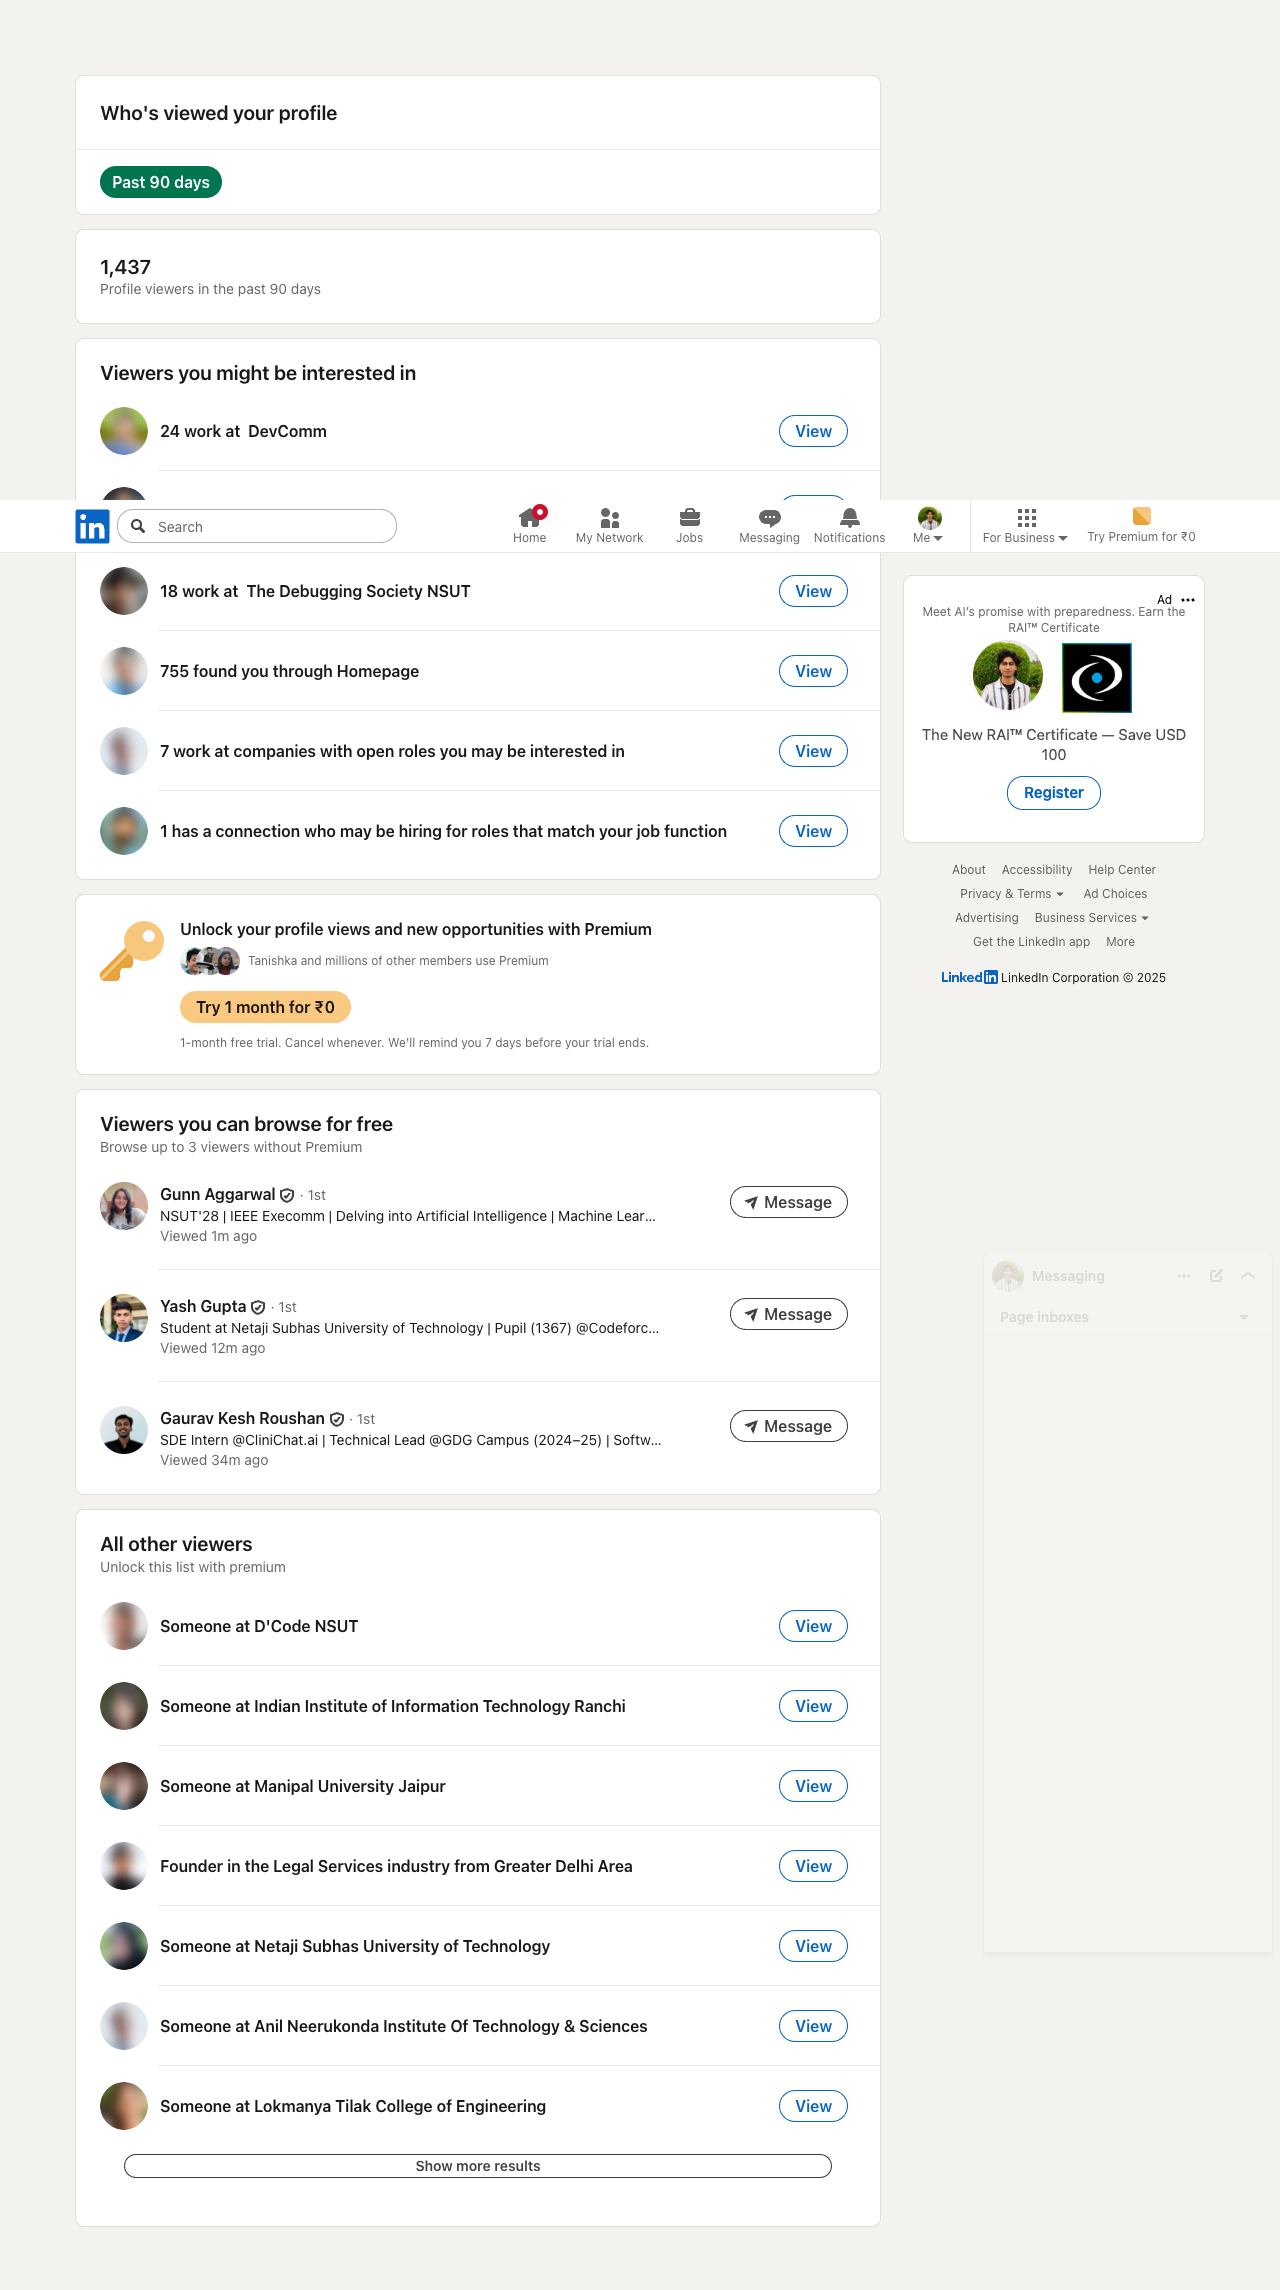 Who's viewed your profile
Past 90 days
1,437
Profile viewers in the past 90 days
Viewers you might be interested in
24 work at DevComm
View
in
Search
Home
My Network
Jobs
Messaging
Notifications
Me
For Business
Try Premium for ₹0
18 work at The Debugging Society NSUT
View
755 found you through Homepage
View
7 work at companies with open roles you may be interested in
View
1 has a connection who may be hiring for roles that match your job function
View
Ad
Meet AI's promise with preparedness. Earn the
RAI™ Certificate
The New RAI™ Certificate — Save USD
100
Register
About Accessibility Help Center
Privacy & Terms Ad Choices
Advertising Business Services
Get the LinkedIn app More
LinkedIn LinkedIn Corporation © 2025
Unlock your profile views and new opportunities with Premium
Tanishka and millions of other members use Premium
Try 1 month for ₹0
1-month free trial. Cancel whenever. We'll remind you 7 days before your trial ends.
Viewers you can browse for free
Browse up to 3 viewers without Premium
Gunn Aggarwal · 1st
NSUT'28 | IEEE Execomm | Delving into Artificial Intelligence | Machine Lear...
Viewed 1m ago
Message
Yash Gupta · 1st
Student at Netaji Subhas University of Technology | Pupil (1367) @Codeforc...
Viewed 12m ago
Message
Gaurav Kesh Roushan · 1st
SDE Intern @CliniChat.ai | Technical Lead @GDG Campus (2024–25) | Softw...
Viewed 34m ago
Message
Messaging
Page inboxes
All other viewers
Unlock this list with premium
Someone at D'Code NSUT
View
Someone at Indian Institute of Information Technology Ranchi
View
Someone at Manipal University Jaipur
View
Founder in the Legal Services industry from Greater Delhi Area
View
Someone at Netaji Subhas University of Technology
View
Someone at Anil Neerukonda Institute Of Technology & Sciences
View
Someone at Lokmanya Tilak College of Engineering
View
Show more results